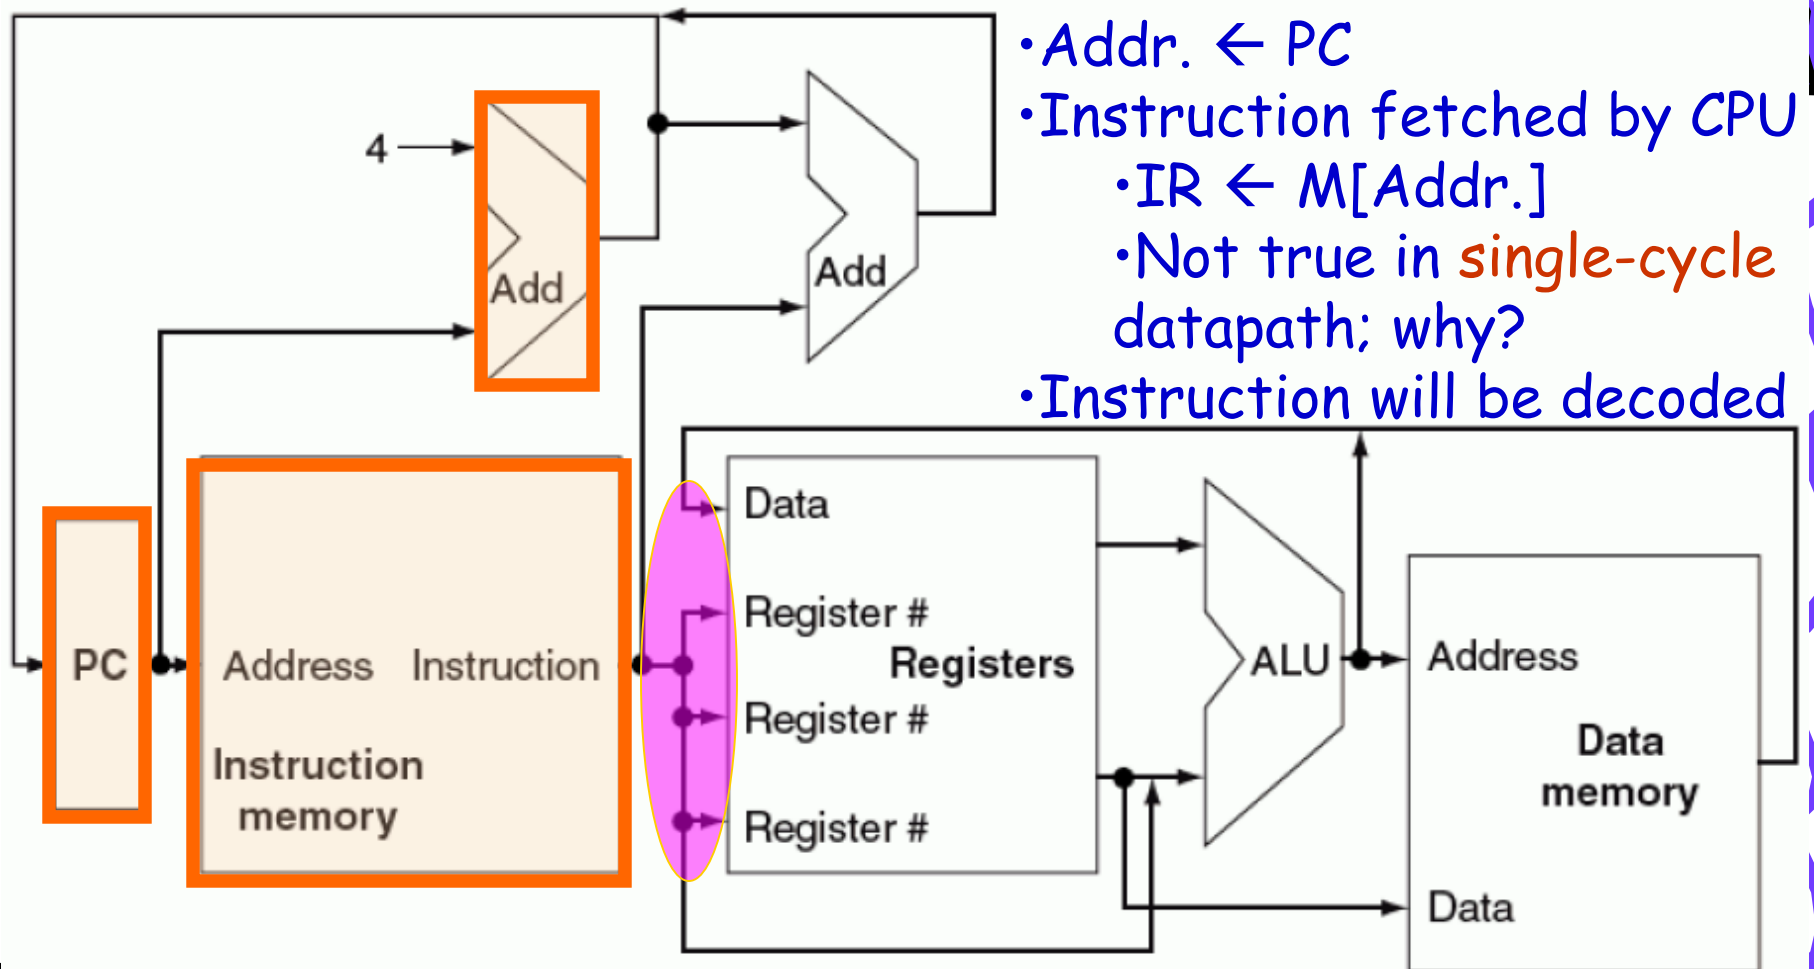 •Addr. ← PC
•Instruction fetched by CPU
•IR ← M[Addr.]
•Not true in single-cycle
datapath; why?
•Instruction will be decoded
4
Add
Add
PC
Address
Instruction
Instruction
memory
Data
Register #
Registers
Register #
Register #
ALU
Address
Data
memory
Data